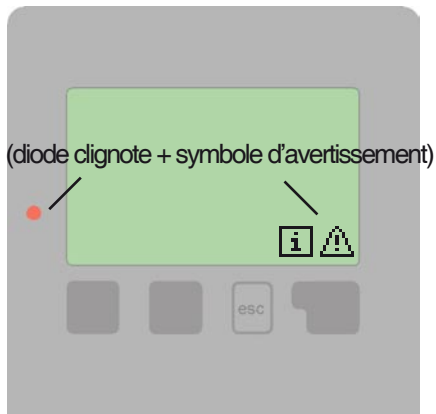 (diode clignote + symbole d'avertissement)
i
esc